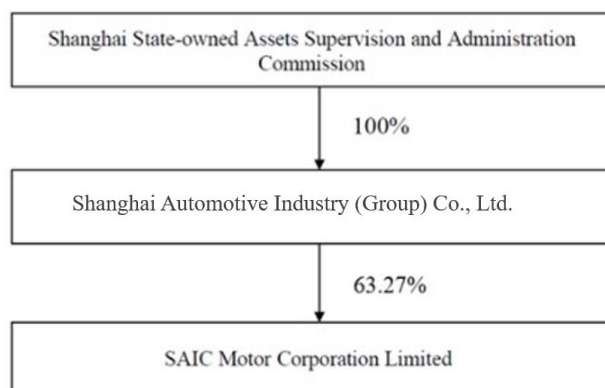 Shanghai State-owned Assets Supervision and Administration
Commission
100%
Shanghai Automotive Industry (Group) Co., Ltd.
63.27%
SAIC Motor Corporation Limited